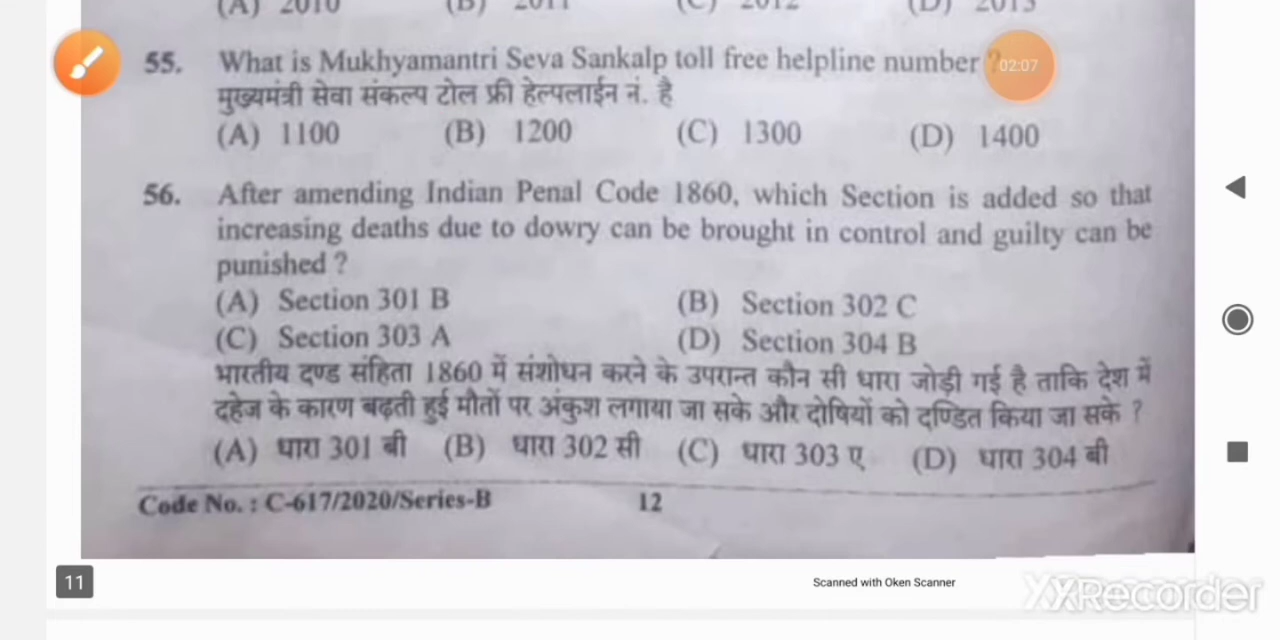 (A) 2010 (B) 2011 (C) 2012 (D) 2013
55. What is Mukhyamantri Seva Sankalp toll free helpline number ?
02:07
मुख्यमंत्री सेवा संकल्प टोल फ्री हेल्पलाईन नं. है
(A) 1100 (B) 1200 (C) 1300 (D) 1400
56. After amending Indian Penal Code 1860, which Section is added so that
increasing deaths due to dowry can be brought in control and guilty can be
punished ?
(A) Section 301 B (B) Section 302 C
(C) Section 303 A (D) Section 304 B
भारतीय दण्ड संहिता 1860 में संशोधन करने के उपरान्त कौन सी धारा जोड़ी गई है ताकि देश में
दहेज के कारण बढ़ती हुई मौतों पर अंकुश लगाया जा सके और दोषियों को दण्डित किया जा सके ?
(A) धारा 301 बी (B) धारा 302 सी (C) धारा 303 ए (D) धारा 304 बी
Code No. : C-617/2020/Series-B 12
11
Scanned with Oken Scanner
XRecorder